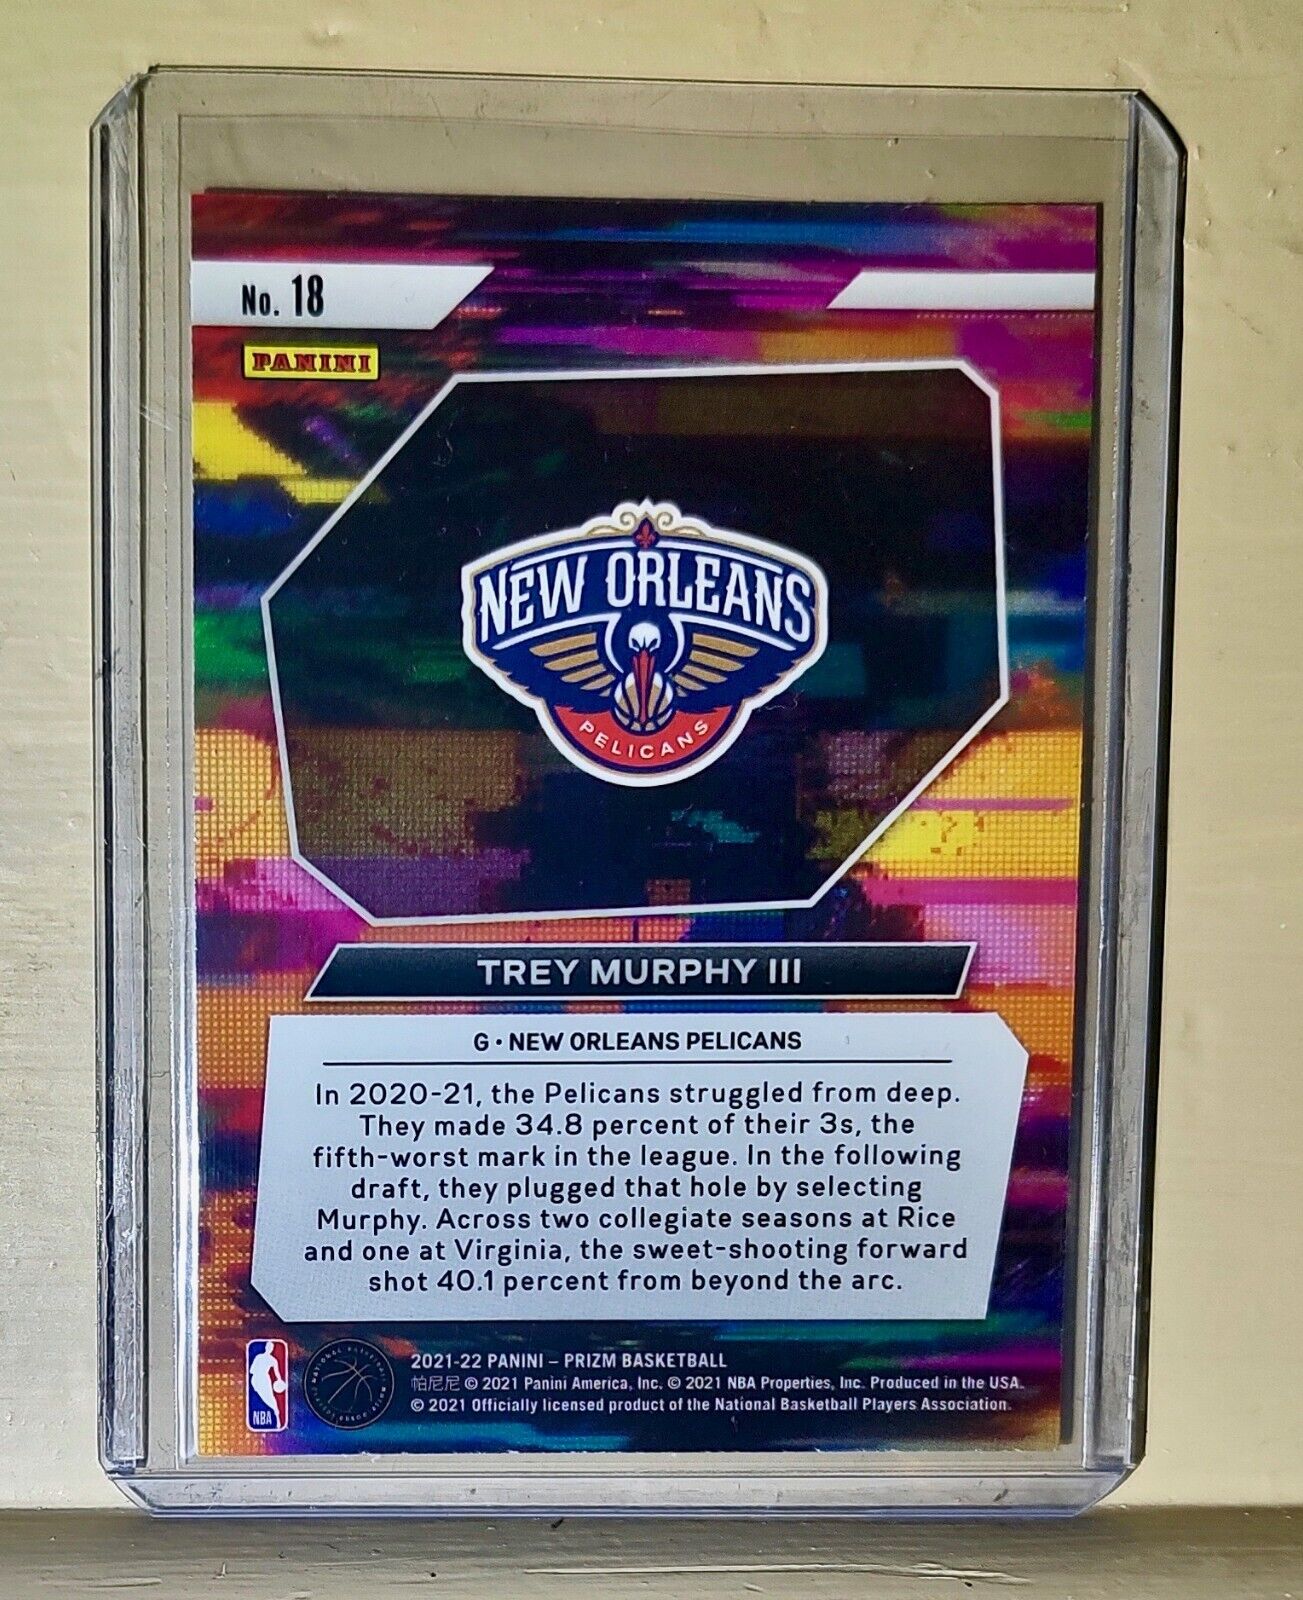 No. 18
PANINI
NEW ORLEANS
PELICANS
TREY MURPHY III
G • NEW ORLEANS PELICANS
In 2020-21, the Pelicans struggled from deep.
They made 34.8 percent of their 3s, the
fifth-worst mark in the league. In the following
draft, they plugged that hole by selecting
Murphy. Across two collegiate seasons at Rice
and one at Virginia, the sweet-shooting forward
shot 40.1 percent from beyond the arc.
NBA
2021-22 PANINI – PRIZM BASKETBALL
帕尼尼 © 2021 Panini America, Inc. © 2021 NBA Properties, Inc. Produced in the USA.
© 2021 Officially licensed product of the National Basketball Players Association.